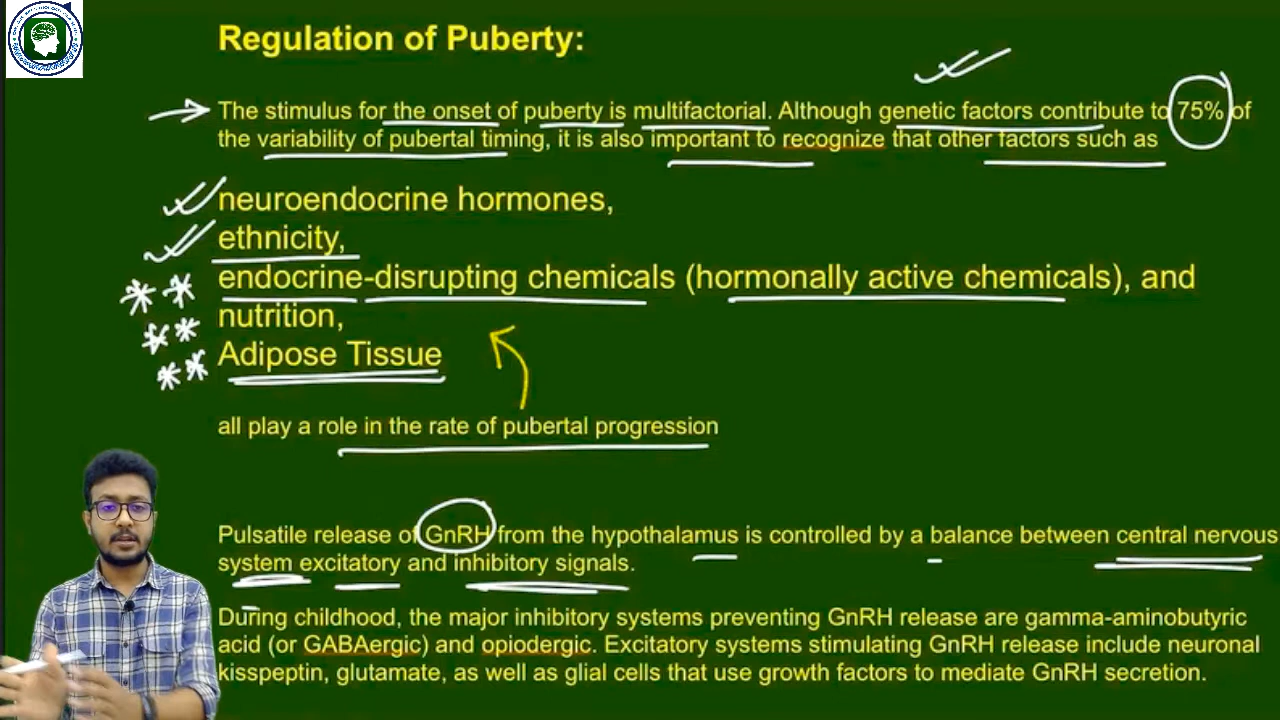 Regulation of Puberty:
The stimulus for the onset of puberty is multifactorial. Although genetic factors contribute to 75% of
the variability of pubertal timing, it is also important to recognize that other factors such as
neuroendocrine hormones,
ethnicity,
endocrine-disrupting chemicals (hormonally active chemicals), and
nutrition,
Adipose Tissue
all play a role in the rate of pubertal progression
Pulsatile release of GnRH from the hypothalamus is controlled by a balance between central nervous
system excitatory and inhibitory signals.
During childhood, the major inhibitory systems preventing GnRH release are gamma-aminobutyric
acid (or GABAergic) and opiodergic. Excitatory systems stimulating GnRH release include neuronal
kisspeptin, glutamate, as well as glial cells that use growth factors to mediate GnRH secretion.